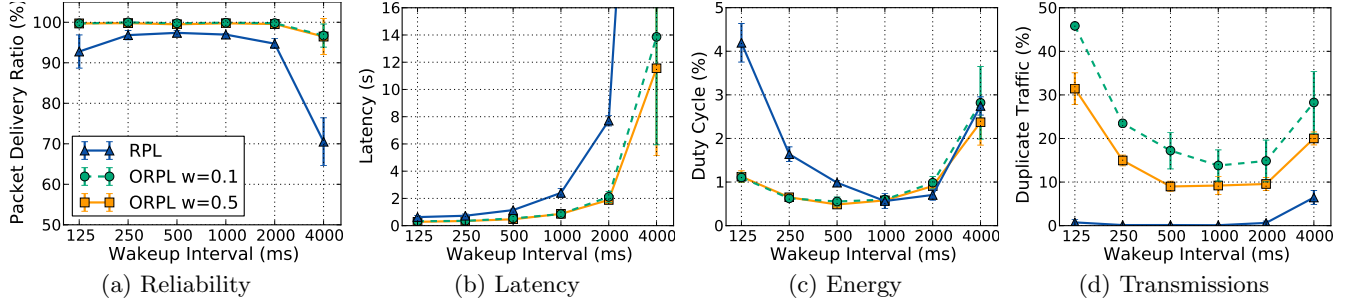 Packet Delivery Ratio (%)
100
90
80
70
60
50
RPL
ORPL w=0.1
ORPL w=0.5
125 250 500 1000 2000 4000
Wakeup Interval (ms)
(a) Reliability
Latency (s)
16
14
12
10
8
6
4
2
0
125 250 500 1000 2000 4000
Wakeup Interval (ms)
(b) Latency
Duty Cycle (%)
5
4
3
2
1
0
125 250 500 1000 2000 4000
Wakeup Interval (ms)
(c) Energy
Duplicate Traffic (%)
50
40
30
20
10
0
125 250 500 1000 2000 4000
Wakeup Interval (ms)
(d) Transmissions